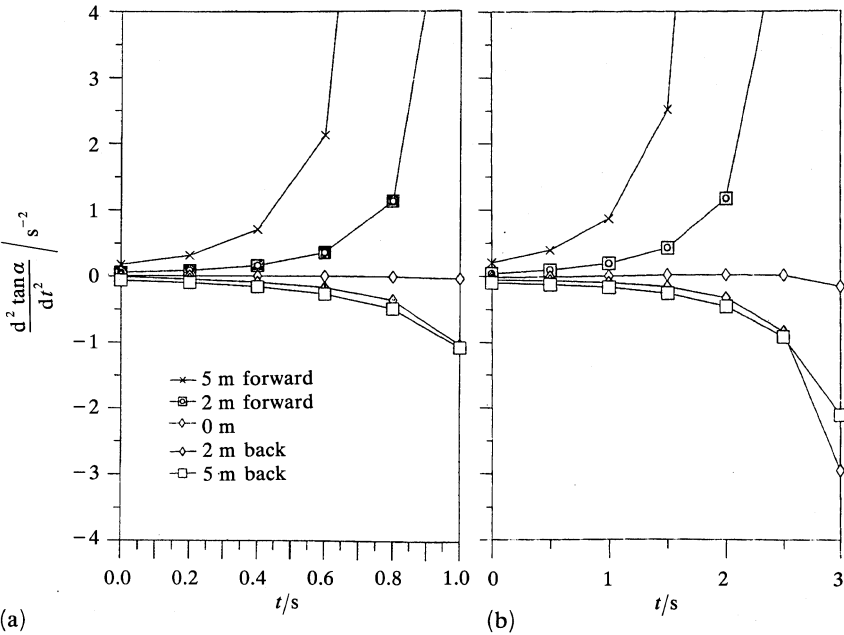 4
3
2
1
0
−1
−2
−3
−4
d² tan α / dt² / s⁻²
5 m forward
2 m forward
0 m
2 m back
5 m back
0.0 0.2 0.4 0.6 0.8 1.0
t/s
(a)
0 1 2 3
t/s
(b)